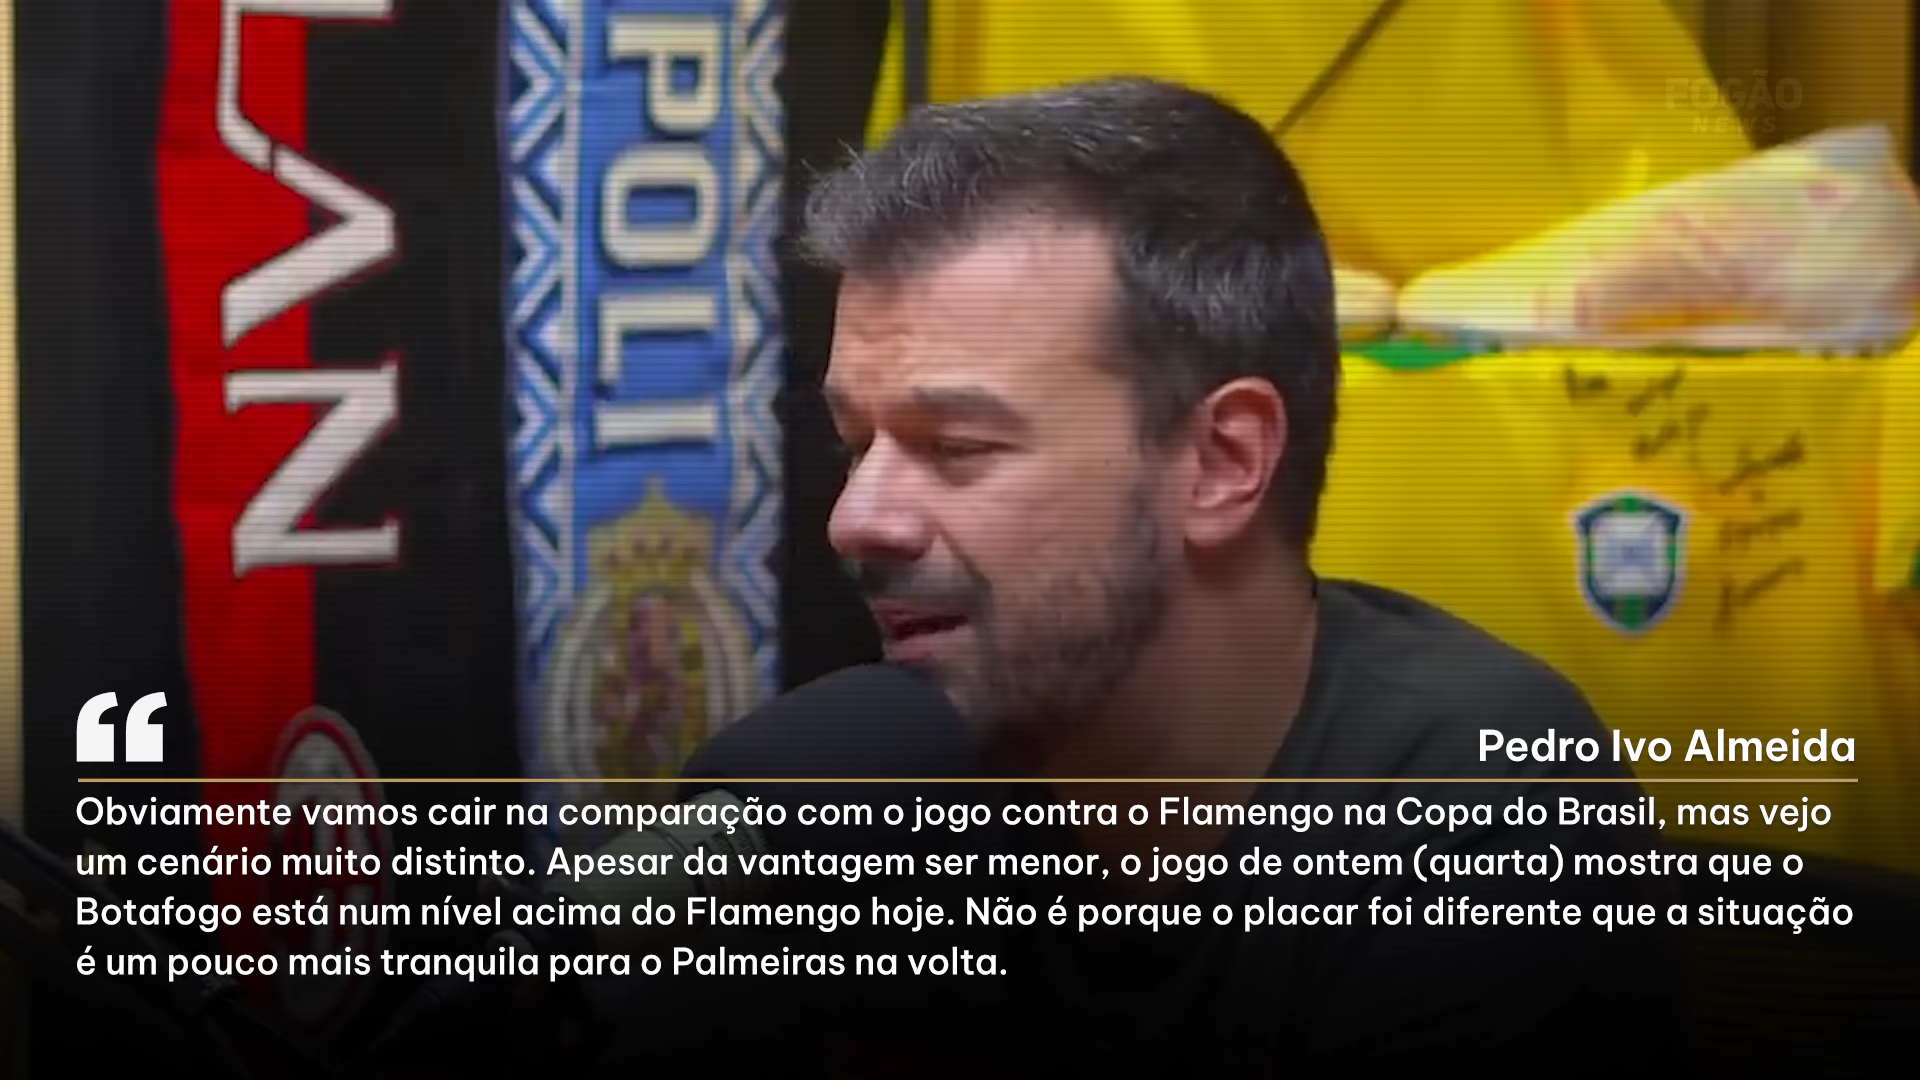 POLI
FOGÃO
NEWS
Pedro Ivo Almeida
Obviamente vamos cair na comparação com o jogo contra o Flamengo na Copa do Brasil, mas vejo
um cenário muito distinto. Apesar da vantagem ser menor, o jogo de ontem (quarta) mostra que o
Botafogo está num nível acima do Flamengo hoje. Não é porque o placar foi diferente que a situação
é um pouco mais tranquila para o Palmeiras na volta.